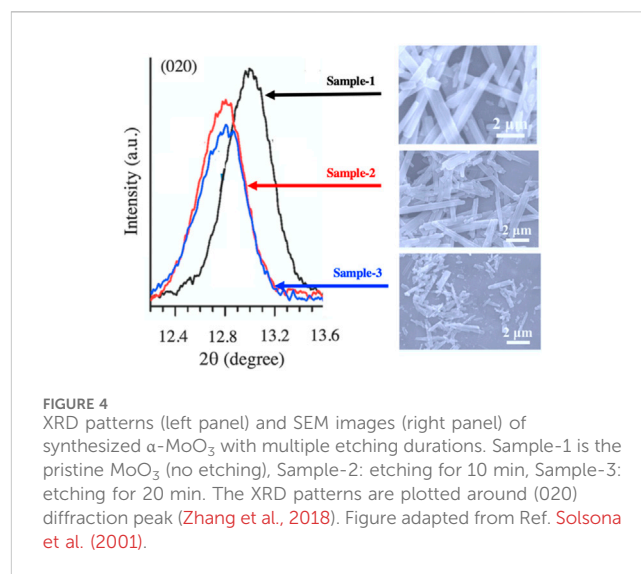 (020)
Sample-1
Sample-2
Sample-3
Intensity (a.u.)
12.4 12.8 13.2 13.6
2θ (degree)
2 μm
2 μm
2 μm
FIGURE 4
XRD patterns (left panel) and SEM images (right panel) of
synthesized α-MoO₃ with multiple etching durations. Sample-1 is the
pristine MoO₃ (no etching), Sample-2: etching for 10 min, Sample-3:
etching for 20 min. The XRD patterns are plotted around (020)
diffraction peak (Zhang et al., 2018). Figure adapted from Ref. Solsona
et al. (2001).